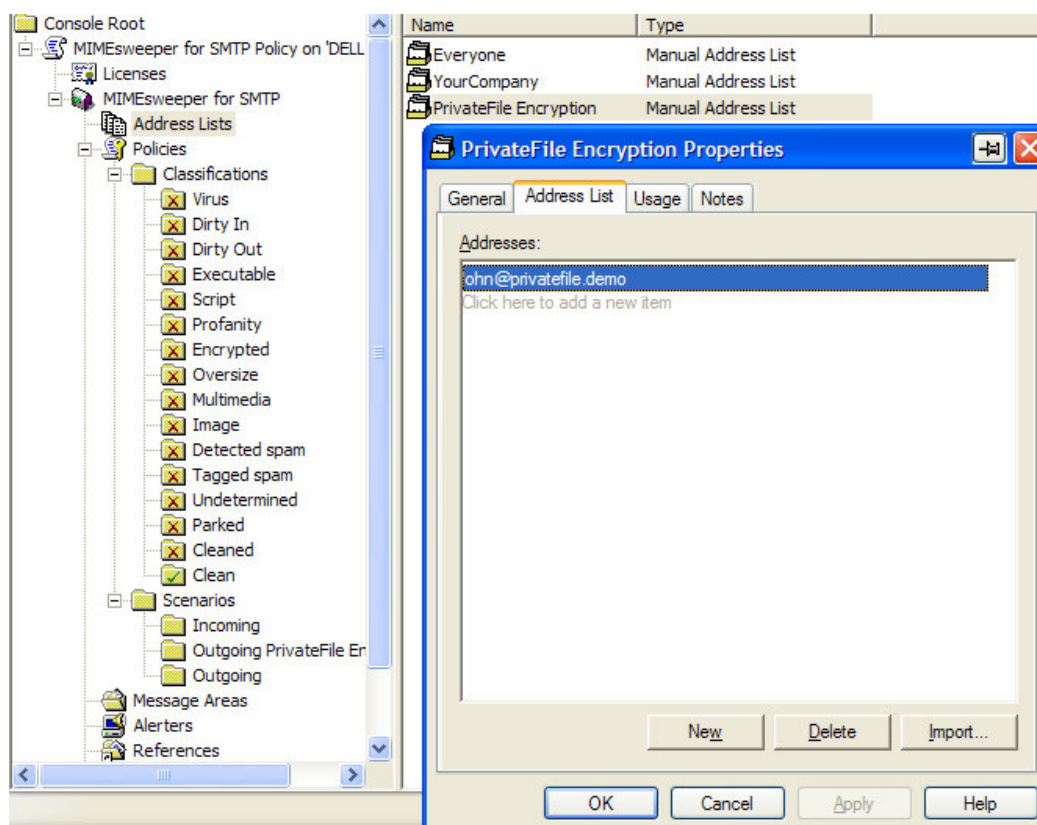 Console Root
MIMEsweeper for SMTP Policy on 'DELL
Licenses
MIMEsweeper for SMTP
Address Lists
Policies
Classifications
Virus
Dirty In
Dirty Out
Executable
Script
Profanity
Encrypted
Oversize
Multimedia
Image
Detected spam
Tagged spam
Undetermined
Parked
Cleaned
Clean
Scenarios
Incoming
Outgoing PrivateFile En
Outgoing
Message Areas
Alerters
References
Name Type
Everyone Manual Address List
YourCompany Manual Address List
PrivateFile Encryption Manual Address List
PrivateFile Encryption Properties
General Address List Usage Notes
Addresses:
ohn@privatefile.demo
Click here to add a new item
New Delete Import...
OK Cancel Apply Help